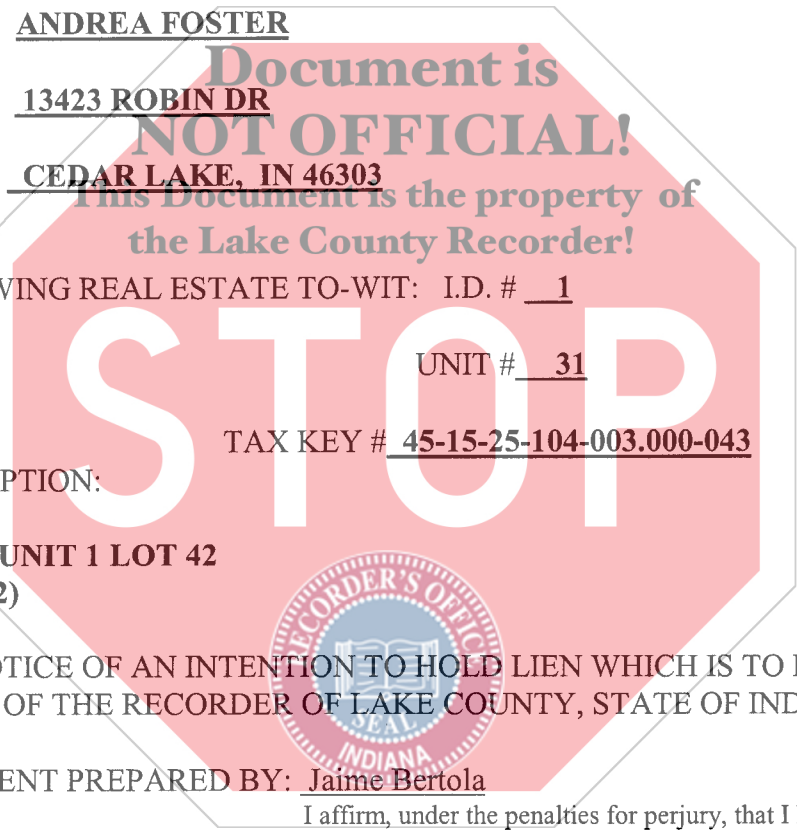 ANDREA FOSTER
Document is
13423 ROBIN DR
NOT OFFICIAL!
CEDAR LAKE, IN 46303
This Document is the property of
the Lake County Recorder!
WING REAL ESTATE TO-WIT: I.D. # 1
STOP
UNIT # 31
TAX KEY # 45-15-25-104-003.000-043
PTION:
UNIT 1 LOT 42
2)
RECORDER'S OFFICE
OTICE OF AN INTENTION TO HOLD LIEN WHICH IS TO
OF THE RECORDER OF LAKE COUNTY, STATE OF IND
SEAL
INDIANA
ENT PREPARED BY: Jaime Bertola
I affirm, under the penalties for perjury, that I